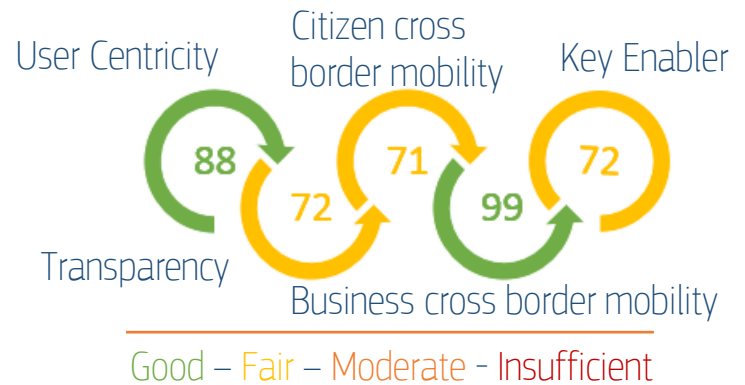 User Centricity
Citizen cross
border mobility
Key Enabler
88
72
71
99
72
Transparency
Business cross border mobility
Good – Fair – Moderate - Insufficient